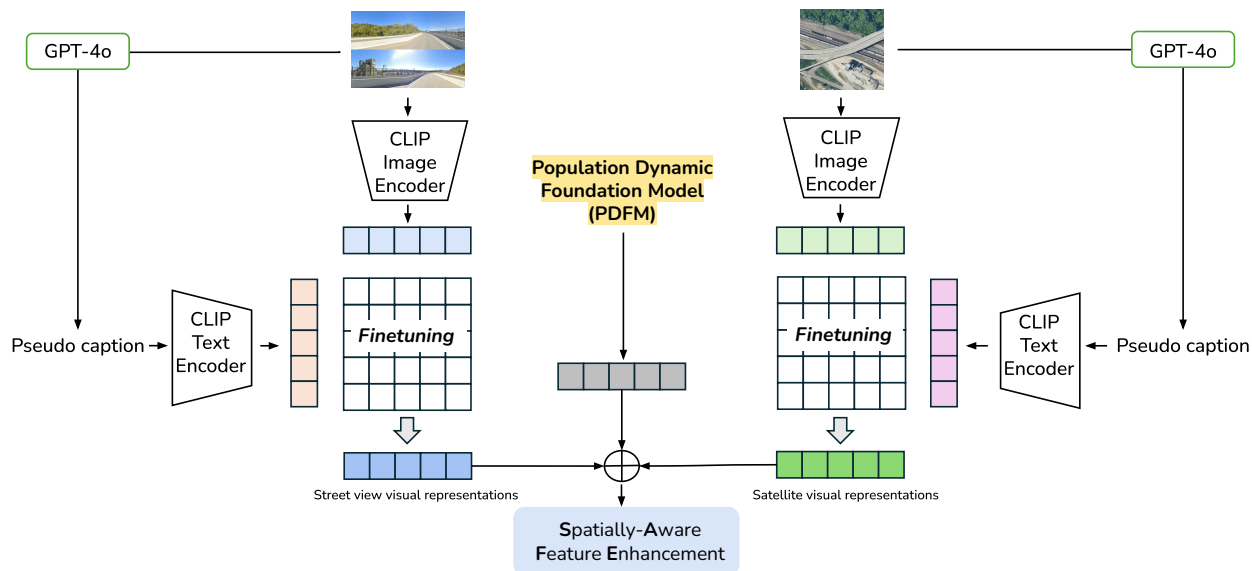 GPT-4o
GPT-4o
CLIP
Image
Encoder
CLIP
Image
Encoder
Population Dynamic
Foundation Model
(PDFM)
Pseudo caption
CLIP
Text
Encoder
Finetuning
Finetuning
CLIP
Text
Encoder
Pseudo caption
Street view visual representations
Satellite visual representations
Spatially-Aware
Feature Enhancement